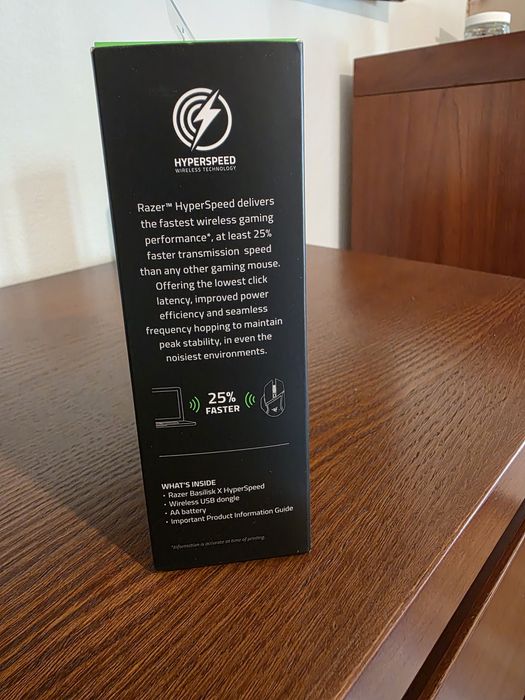 HYPERSPEED
WIRELESS TECHNOLOGY
Razer™ HyperSpeed delivers
the fastest wireless gaming
performance*, at least 25%
faster transmission speed
than any other gaming mouse.
Offering the lowest click
latency, improved power
efficiency and seamless
frequency hopping to maintain
peak stability, in even the
noisiest environments.
25%
FASTER
WHAT'S INSIDE
• Razer Basilisk X HyperSpeed
• Wireless USB dongle
• AA battery
• Important Product Information Guide
*Information is accurate at time of printing.